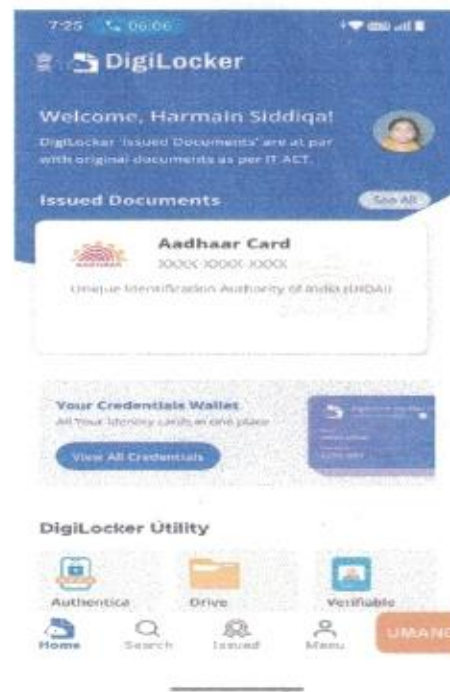 7:25 06:06
DigiLocker
Welcome, Harmain Siddiqa!
DigiLocker 'Issued Documents' are at par
with original documents as per IT ACT.
Issued Documents
See All
Aadhaar Card
AADHAAR
XXXX XXXX XXXX
Unique Identification Authority of India (UIDAI)
Your Credentials Wallet
All Your Identity cards in one place
View All Credentials
DigiLocker Utility
Authentica Drive Verifiable
Home Search Issued Menu UMANG